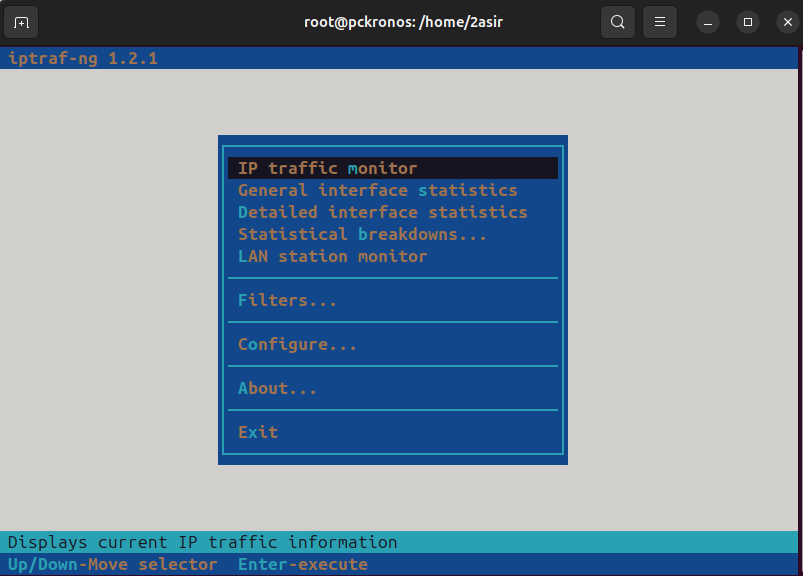 root@pckronos: /home/2asir
iptraf-ng 1.2.1
IP traffic monitor
General interface statistics
Detailed interface statistics
Statistical breakdowns...
LAN station monitor
Filters...
Configure...
About...
Exit
Displays current IP traffic information
Up/Down-Move selector  Enter-execute